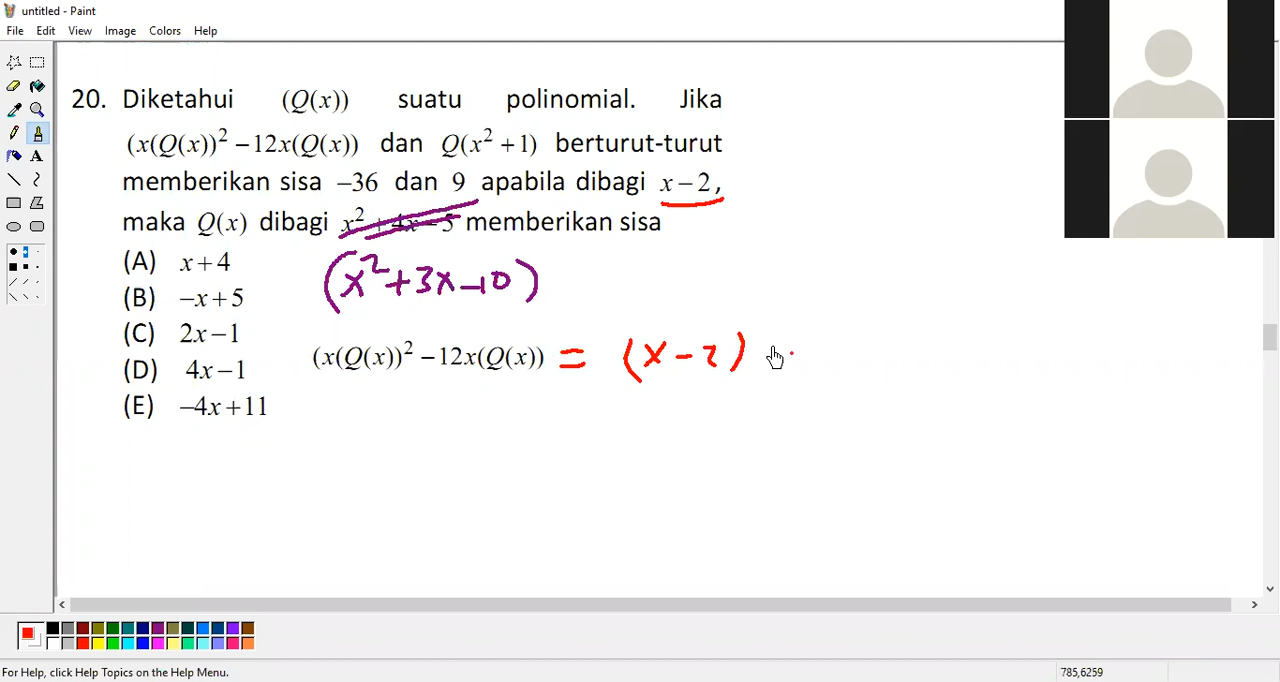 untitled - Paint
File Edit View Image Colors Help
20. Diketahui (Q(x)) suatu polinomial. Jika
(x(Q(x))² −12x(Q(x)) dan Q(x² +1) berturut-turut
memberikan sisa −36 dan 9 apabila dibagi x−2,
maka Q(x) dibagi x² +4x−5 memberikan sisa
(A) x+4
(x²+3x−10)
(B) −x+5
(C) 2x−1
(x(Q(x))² −12x(Q(x)) = (x−2)
(D) 4x−1
(E) −4x+11
For Help, click Help Topics on the Help Menu.
785,6259